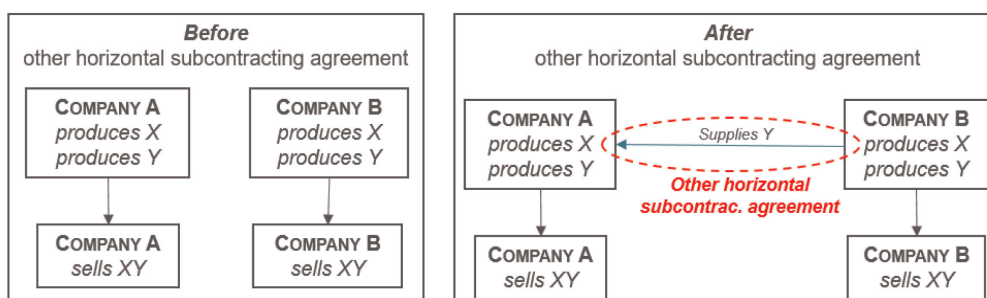 Before
other horizontal subcontracting agreement
COMPANY A
produces X
produces Y
COMPANY B
produces X
produces Y
COMPANY A
sells XY
COMPANY B
sells XY
After
other horizontal subcontracting agreement
COMPANY A
produces X
produces Y
Supplies Y
COMPANY B
produces X
produces Y
Other horizontal
subcontrac. agreement
COMPANY A
sells XY
COMPANY B
sells XY